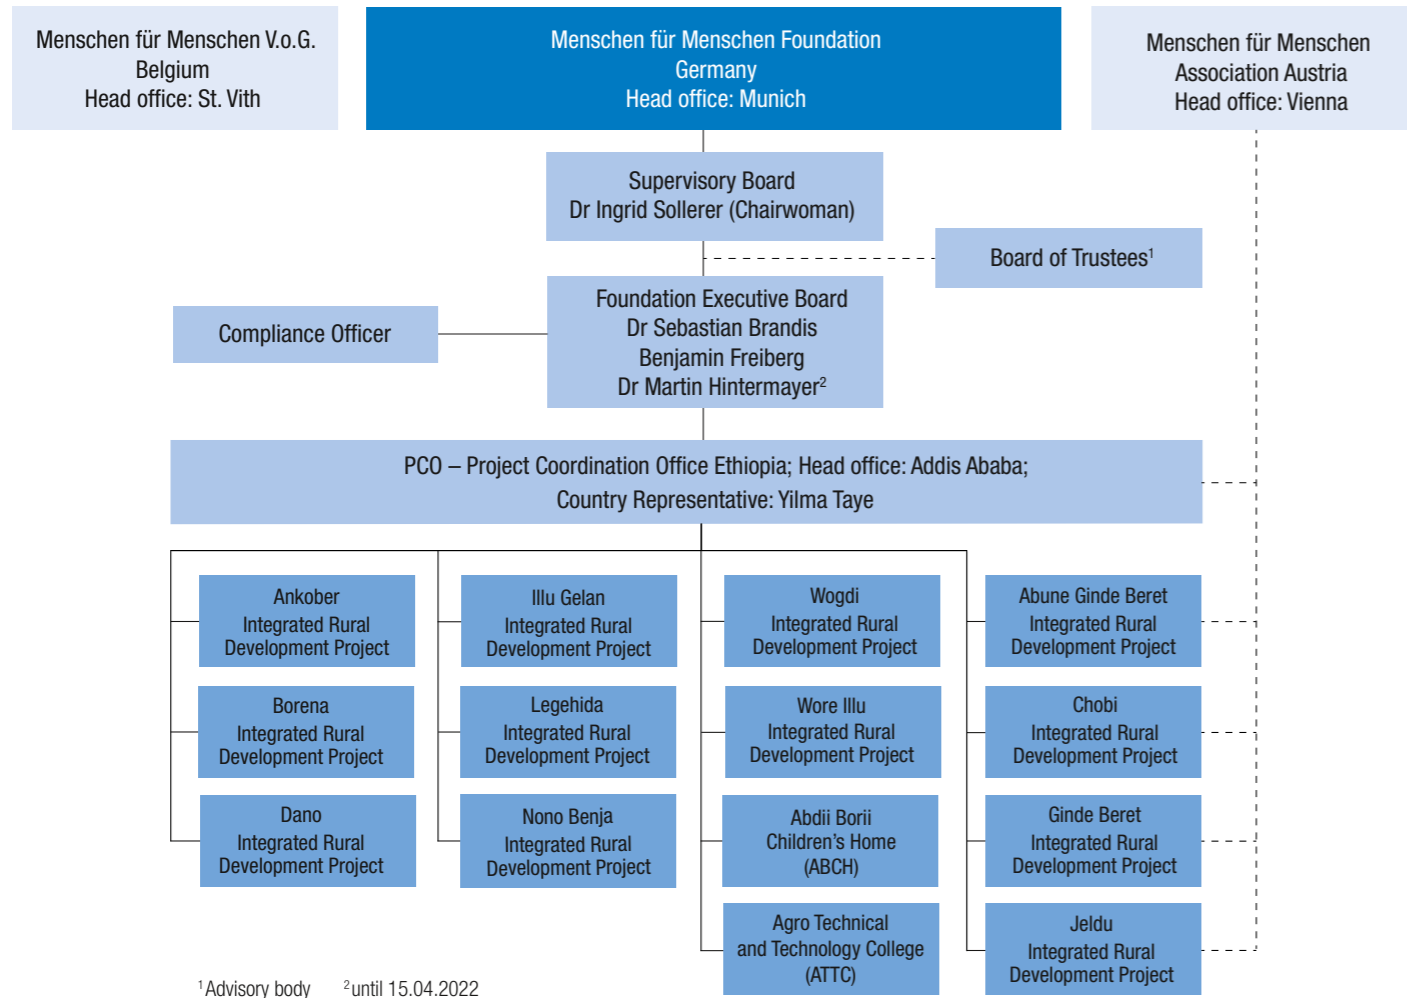 Menschen für Menschen V.o.G.
Belgium
Head office: St. Vith
Menschen für Menschen Foundation
Germany
Head office: Munich
Menschen für Menschen
Association Austria
Head office: Vienna
Supervisory Board
Dr Ingrid Sollerer (Chairwoman)
Board of Trustees¹
Compliance Officer
Foundation Executive Board
Dr Sebastian Brandis
Benjamin Freiberg
Dr Martin Hintermayer²
PCO – Project Coordination Office Ethiopia; Head office: Addis Ababa;
Country Representative: Yilma Taye
Ankober
Integrated Rural
Development Project
Illu Gelan
Integrated Rural
Development Project
Wogdi
Integrated Rural
Development Project
Abune Ginde Beret
Integrated Rural
Development Project
Borena
Integrated Rural
Development Project
Legehida
Integrated Rural
Development Project
Wore Illu
Integrated Rural
Development Project
Chobi
Integrated Rural
Development Project
Dano
Integrated Rural
Development Project
Nono Benja
Integrated Rural
Development Project
Abdii Borii
Children's Home
(ABCH)
Ginde Beret
Integrated Rural
Development Project
Agro Technical
and Technology College
(ATTC)
Jeldu
Integrated Rural
Development Project
¹Advisory body ²until 15.04.2022